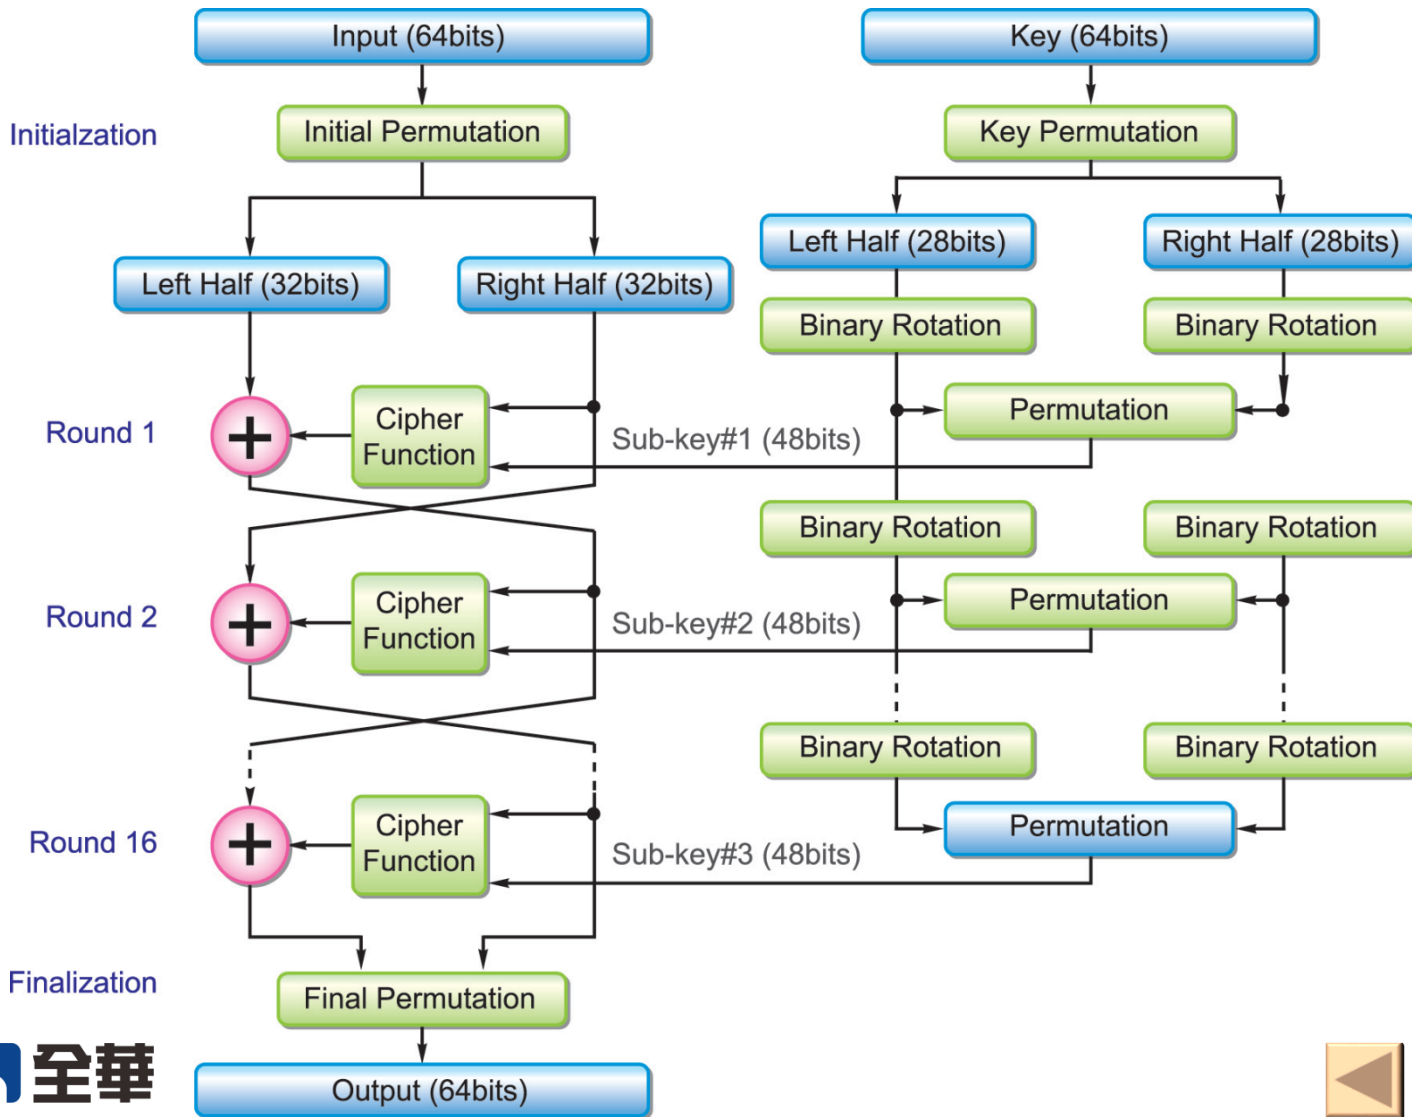 Input (64bits)
Key (64bits)
Initialzation
Initial Permutation
Key Permutation
Left Half (28bits)
Right Half (28bits)
Left Half (32bits)
Right Half (32bits)
Binary Rotation
Binary Rotation
Round 1
Cipher
Function
Permutation
Sub-key#1 (48bits)
Binary Rotation
Binary Rotation
Round 2
Cipher
Function
Permutation
Sub-key#2 (48bits)
Binary Rotation
Binary Rotation
Round 16
Cipher
Function
Permutation
Sub-key#3 (48bits)
Finalization
Final Permutation
全華
Output (64bits)